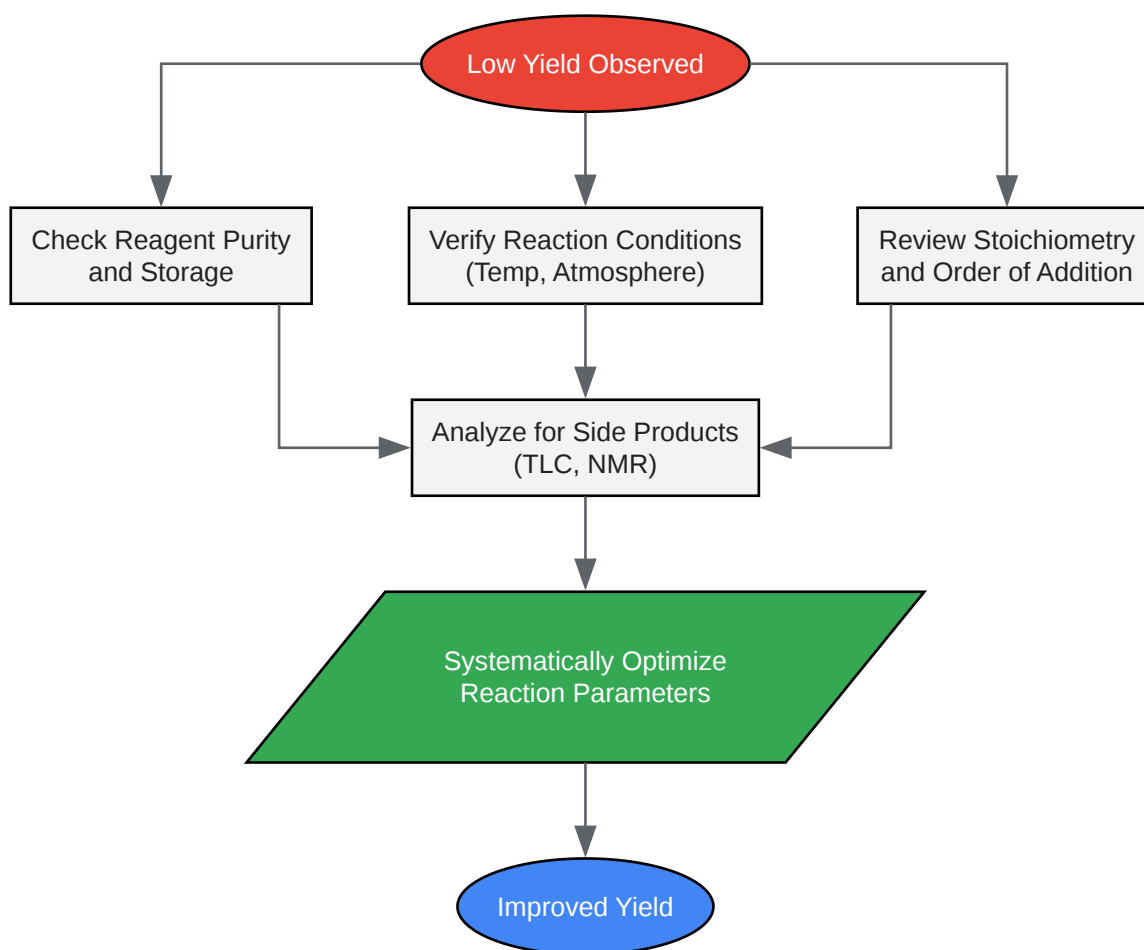 Low Yield Observed
Check Reagent Purity
and Storage
Verify Reaction Conditions
(Temp, Atmosphere)
Review Stoichiometry
and Order of Addition
Analyze for Side Products
(TLC, NMR)
Systematically Optimize
Reaction Parameters
Improved Yield